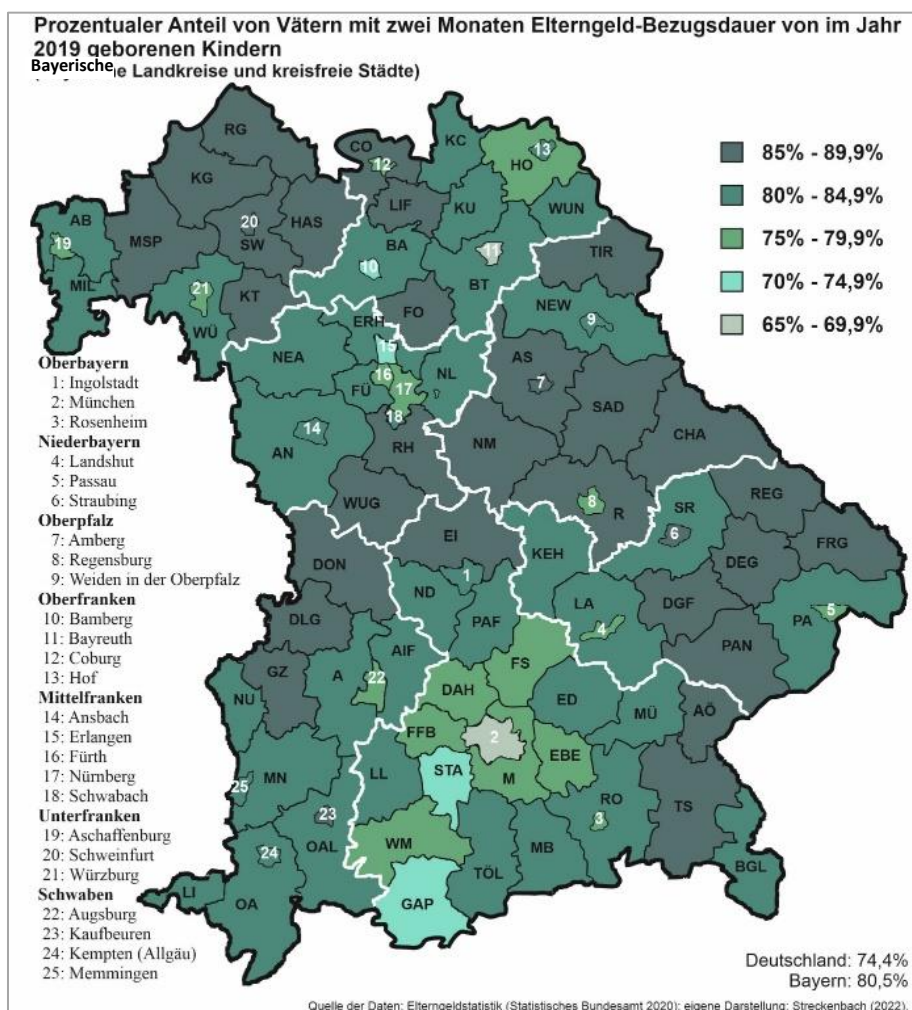 Prozentualer Anteil von Vätern mit zwei Monaten Elterngeld-Bezugsdauer von im Jahr
2019 geborenen Kindern
Bayerische
Landkreise und kreisfreie Städte)
85% - 89,9%
80% - 84,9%
75% - 79,9%
70% - 74,9%
65% - 69,9%
RG
CO
KC
12
HO
13
KG
LIF
KU
WUN
AB
HAS
20
SW
MSP
BA
11
19
10
TIR
MIL
21
KT
BT
FO
NEW
WÜ
ERH
9
15
NEA
AS
16
NL
FÜ
17
7
SAD
18
14
AN
RH
NM
CHA
WUG
8
R
REG
SR
EI
6
KEH
FRG
DON
DEG
1
ND
LA
DGF
DLG
PAF
4
PA
5
AIF
PAN
GZ
A
FS
22
DAH
NU
ED
MÜ
AÖ
FFB
2
EBE
STA
M
MN
LL
25
RO
TS
23
3
OAL
WM
24
MB
TÖL
BGL
LI
OA
GAP
Oberbayern
1: Ingolstadt
2: München
3: Rosenheim
Niederbayern
4: Landshut
5: Passau
6: Straubing
Oberpfalz
7: Amberg
8: Regensburg
9: Weiden in der Oberpfalz
Oberfranken
10: Bamberg
11: Bayreuth
12: Coburg
13: Hof
Mittelfranken
14: Ansbach
15: Erlangen
16: Fürth
17: Nürnberg
18: Schwabach
Unterfranken
19: Aschaffenburg
20: Schweinfurt
21: Würzburg
Schwaben
22: Augsburg
23: Kaufbeuren
24: Kempten (Allgäu)
25: Memmingen
Deutschland: 74,4%
Bayern: 80,5%
Quelle der Daten: Elterngeldstatistik (Statistisches Bundesamt 2020); eigene Darstellung: Streckenbach (2022).